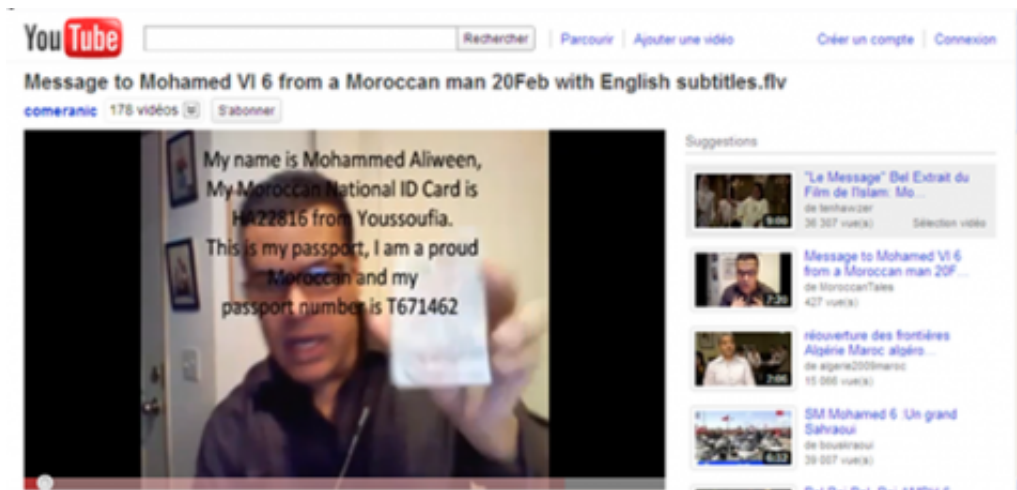 You Tube
Rechercher
Parcourir
Ajouter une vidéo
Créer un compte
Connexion
Message to Mohamed VI 6 from a Moroccan man 20Feb with English subtitles.flv
comeranic 178 vidéos
S'abonner
My name is Mohammed Aliween,
My Moroccan National ID Card is
HA22816 from Youssoufia.
This is my passport, I am a proud
Moroccan and my
passport number is T671462
Suggestions
"Le Message" Bel Extrait du
Film de l'Islam: Mo...
de tenhawizer
36 307 vue(s)
Sélection vidéo
Message to Mohamed VI 6
from a Moroccan man 20F...
de MoroccanTales
427 vue(s)
7:20
réouverture des frontières
Algérie Maroc algéro...
de algerie2009maroc
15 066 vue(s)
2:06
SM Mohamed 6 :Un grand
Sahraoui
39 007 vue(s)
6:32